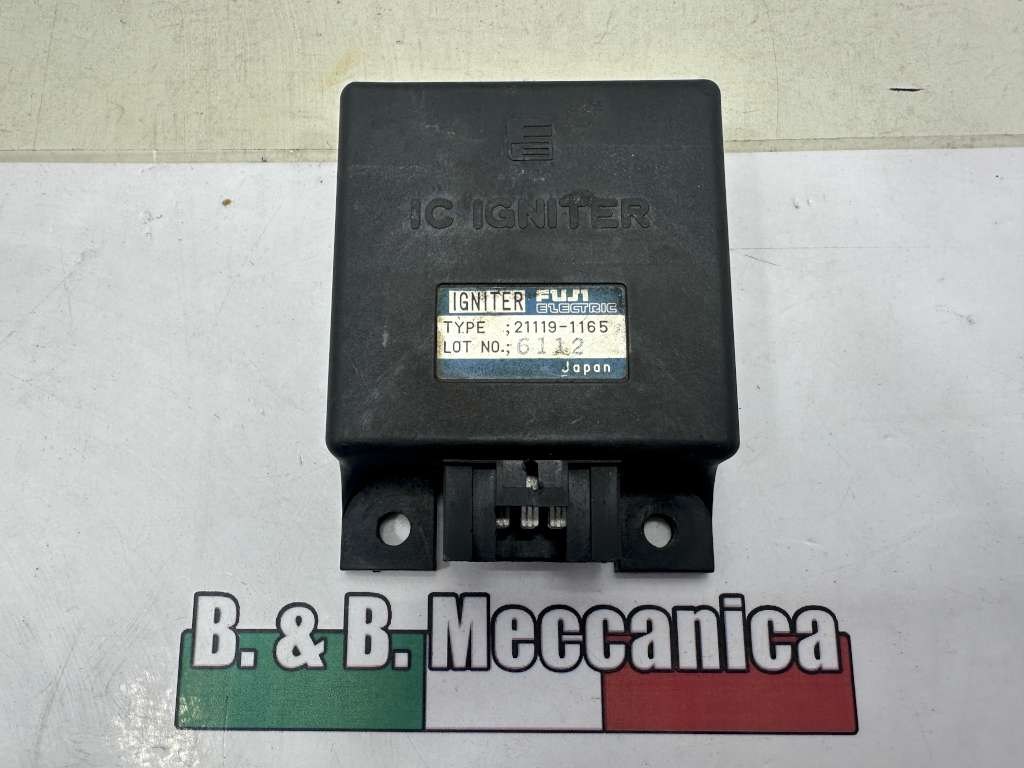 IC IGNITER
IGNITER FUJI ELECTRIC
TYPE ;21119-1165
LOT NO.;6112
Japan
B. & B. Meccanica